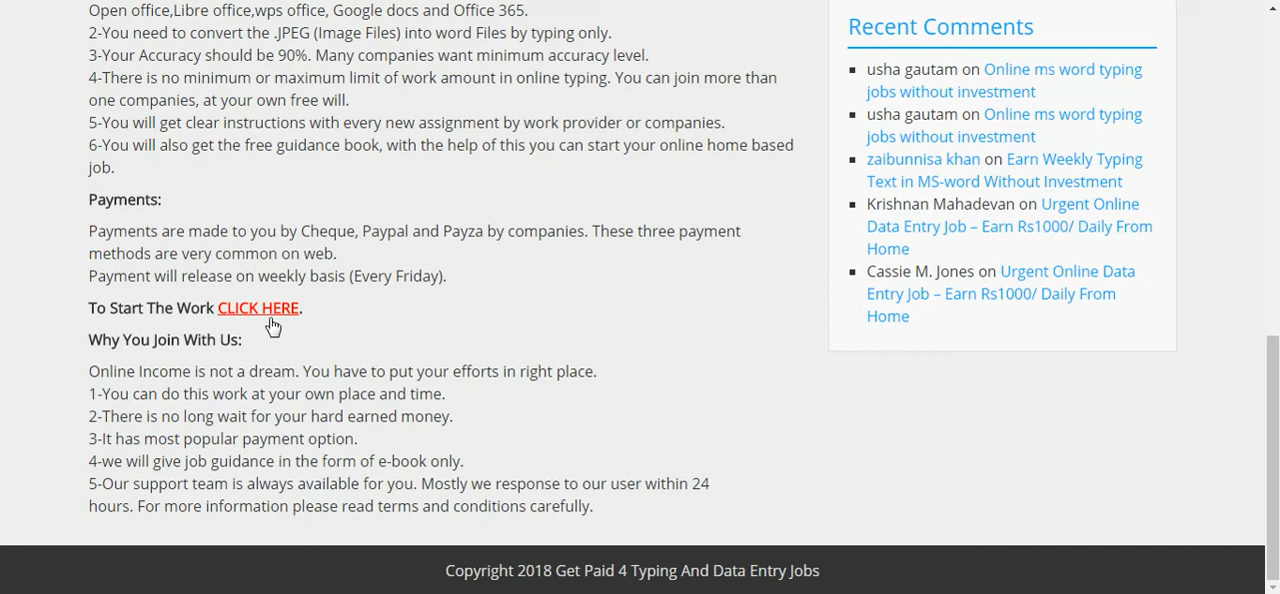 Open office,Libre office,wps office, Google docs and Office 365.
2-You need to convert the .JPEG (Image Files) into word Files by typing only.
3-Your Accuracy should be 90%. Many companies want minimum accuracy level.
4-There is no minimum or maximum limit of work amount in online typing. You can join more than
one companies, at your own free will.
5-You will get clear instructions with every new assignment by work provider or companies.
6-You will also get the free guidance book, with the help of this you can start your online home based
job.
Payments:
Payments are made to you by Cheque, Paypal and Payza by companies. These three payment
methods are very common on web.
Payment will release on weekly basis (Every Friday).
To Start The Work CLICK HERE.
Why You Join With Us:
Online Income is not a dream. You have to put your efforts in right place.
1-You can do this work at your own place and time.
2-There is no long wait for your hard earned money.
3-It has most popular payment option.
4-we will give job guidance in the form of e-book only.
5-Our support team is always available for you. Mostly we response to our user within 24
hours. For more information please read terms and conditions carefully.
Recent Comments
usha gautam on Online ms word typing
jobs without investment
usha gautam on Online ms word typing
jobs without investment
zaibunnisa khan on Earn Weekly Typing
Text in MS-word Without Investment
Krishnan Mahadevan on Urgent Online
Data Entry Job – Earn Rs1000/ Daily From
Home
Cassie M. Jones on Urgent Online Data
Entry Job – Earn Rs1000/ Daily From
Home
Copyright 2018 Get Paid 4 Typing And Data Entry Jobs